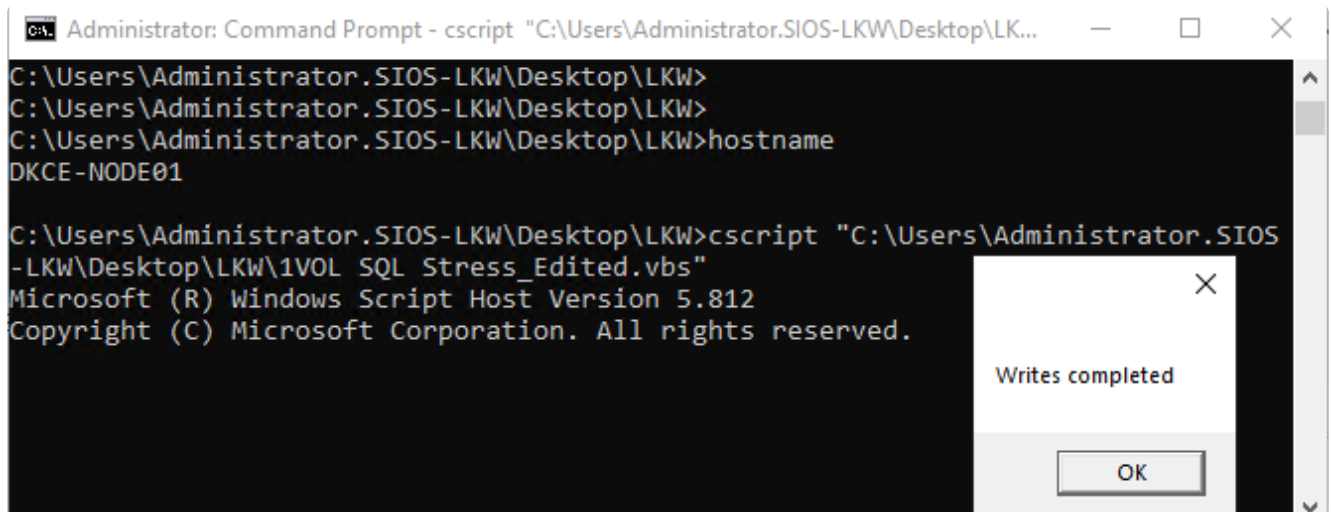 Administrator: Command Prompt - cscript "C:\Users\Administrator.SIOS-LKW\Desktop\LK...
C:\Users\Administrator.SIOS-LKW\Desktop\LKW>
C:\Users\Administrator.SIOS-LKW\Desktop\LKW>
C:\Users\Administrator.SIOS-LKW\Desktop\LKW>hostname
DKCE-NODE01
C:\Users\Administrator.SIOS-LKW\Desktop\LKW>cscript "C:\Users\Administrator.SIOS
-LKW\Desktop\LKW\1VOL SQL Stress_Edited.vbs"
Microsoft (R) Windows Script Host Version 5.812
Copyright (C) Microsoft Corporation. All rights reserved.
Writes completed
OK